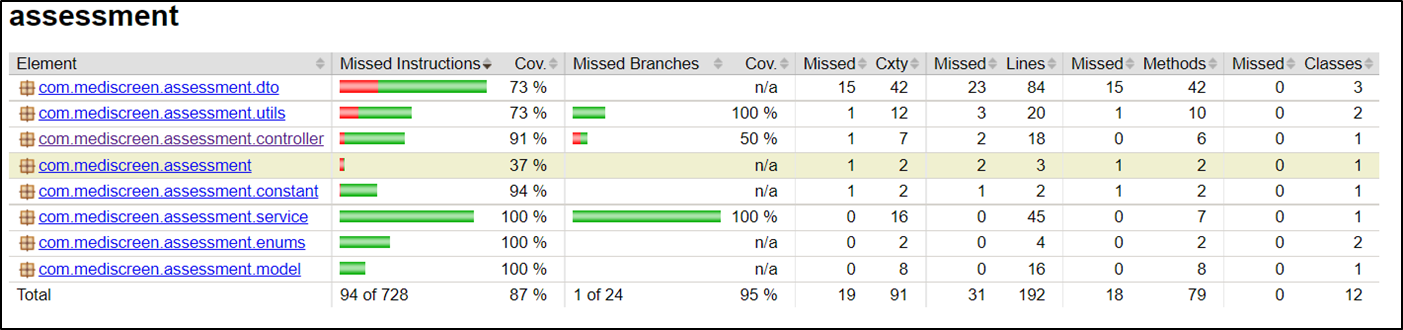 assessment
Element Missed Instructions Cov. Missed Branches Cov. Missed Cxty Missed Lines Missed Methods Missed Classes
com.mediscreen.assessment.dto 73 % n/a 15 42 23 84 15 42 0 3
com.mediscreen.assessment.utils 73 % 100 % 1 12 3 20 1 10 0 2
com.mediscreen.assessment.controller 91 % 50 % 1 7 2 18 0 6 0 1
com.mediscreen.assessment 37 % n/a 1 2 2 3 1 2 0 1
com.mediscreen.assessment.constant 94 % n/a 1 2 1 2 1 2 0 1
com.mediscreen.assessment.service 100 % 100 % 0 16 0 45 0 7 0 1
com.mediscreen.assessment.enums 100 % n/a 0 2 0 4 0 2 0 2
com.mediscreen.assessment.model 100 % n/a 0 8 0 16 0 8 0 1
Total 94 of 728 87 % 1 of 24 95 % 19 91 31 192 18 79 0 12